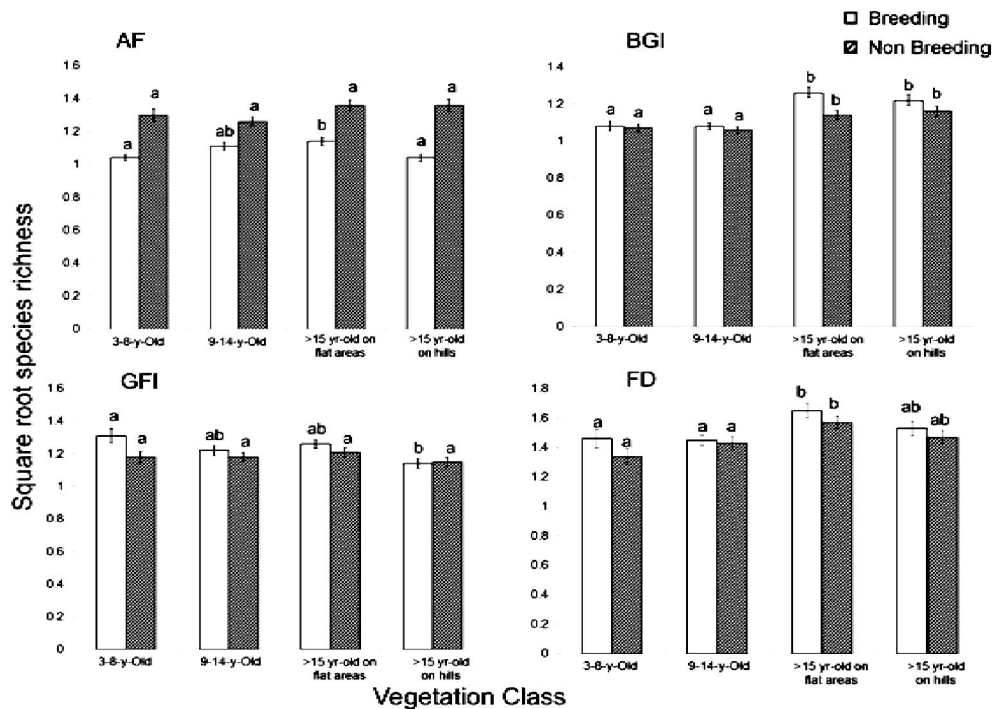 Breeding
Non Breeding
Square root species richness
AF
1.6
1.4
1.2
1
0.8
0.6
0.4
0.2
0
a a ab a b a a a
3-8-y-Old 9-14-y-Old >15 yr-old on flat areas >15 yr-old on hills
BGI
1.4
1.2
1
0.8
0.6
0.4
0.2
0
a a a a b b b b
3-8-y-Old 9-14-y-Old >15 yr-old on flat areas >15 yr-old on hills
GFI
1.6
1.4
1.2
1
0.8
0.6
0.4
0.2
0
a a ab a ab a b a
3-8-y-Old 9-14-y-Old >15 yr-old on flat areas >15 yr-old on hills
FD
1.8
1.6
1.4
1.2
1
0.8
0.6
0.4
0.2
0
a a a a b b ab ab
3-8-y-Old 9-14-y-Old >15 yr-old on flat areas >15 yr-old on hills
Vegetation Class